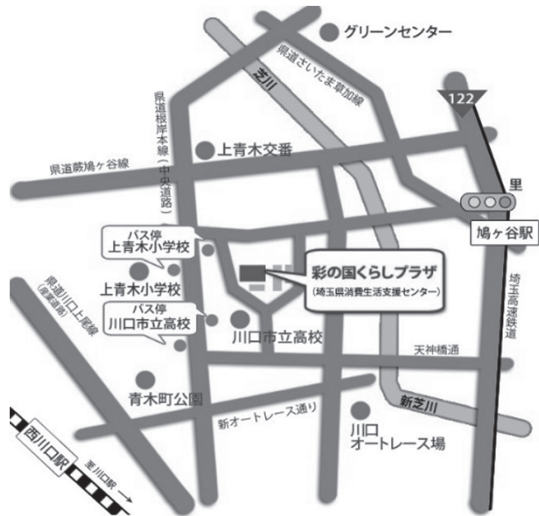 グリーンセンター
県道さいたま草加線
芝川
122
県道根岸本線(中央道路)
上青木交番
県道蕨鳩ヶ谷線
里
鳩ヶ谷駅
バス停
上青木小学校
彩の国くらしプラザ
(埼玉県消費生活支援センター)
上青木小学校
県道川口上尾線
(産業道路)
バス停
川口市立高校
川口市立高校
埼玉高速鉄道
天神橋通
青木町公園
新オートレース通り
新芝川
川口
オートレース場
西川口駅
至川口駅